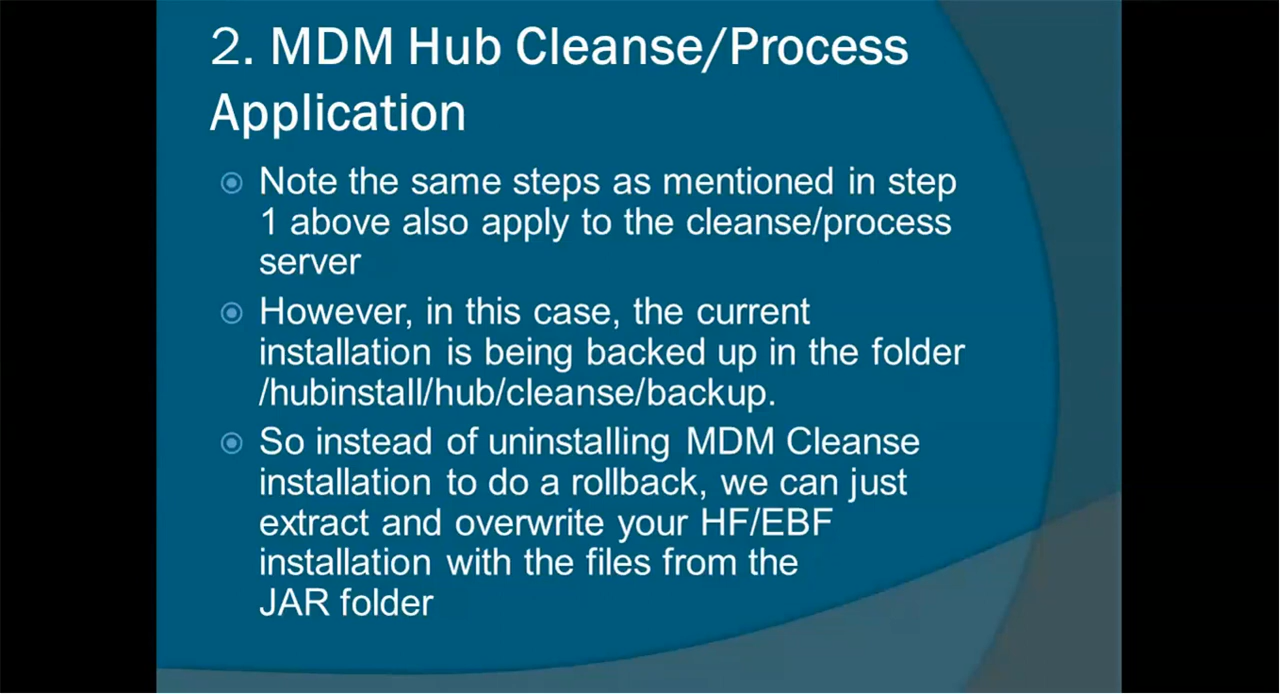 2. MDM Hub Cleanse/Process
Application
Note the same steps as mentioned in step
1 above also apply to the cleanse/process
server
However, in this case, the current
installation is being backed up in the folder
/hubinstall/hub/cleanse/backup.
So instead of uninstalling MDM Cleanse
installation to do a rollback, we can just
extract and overwrite your HF/EBF
installation with the files from the
JAR folder